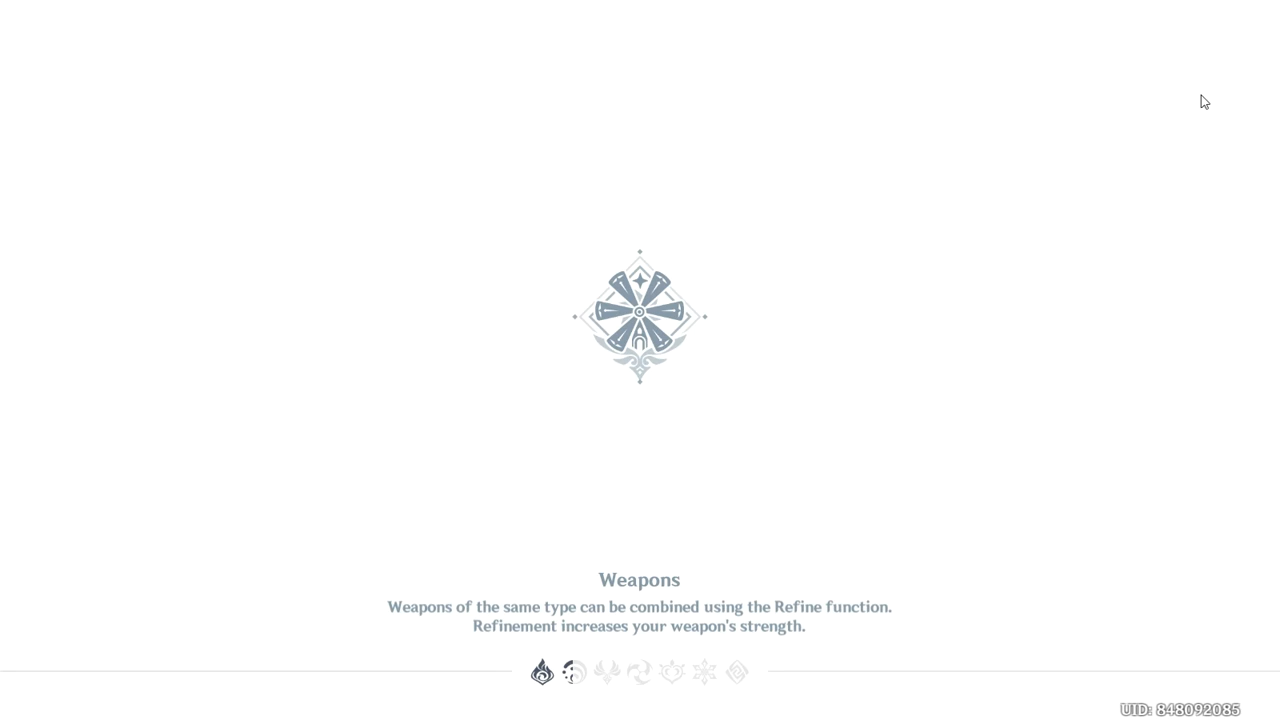 Weapons
Weapons of the same type can be combined using the Refine function.
Refinement increases your weapon's strength.
UID: 848092085